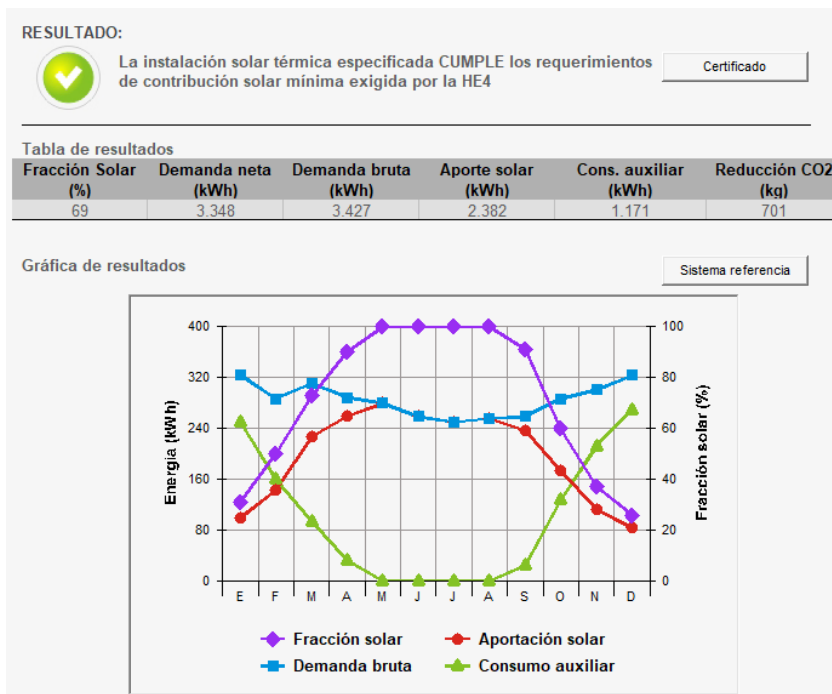 RESULTADO:
La instalación solar térmica especificada CUMPLE los requerimientos
de contribución solar mínima exigida por la HE4
Certificado
Tabla de resultados
Fracción Solar (%) Demanda neta (kWh) Demanda bruta (kWh) Aporte solar (kWh) Cons. auxiliar (kWh) Reducción CO2 (kg)
69 3.348 3.427 2.382 1.171 701
Gráfica de resultados
Sistema referencia
400 100
320 80
240 60
160 40
80 20
0 0
Energia (kWh)
Fracción solar (%)
E F M A M J J A S O N D
Fracción solar Aportación solar
Demanda bruta Consumo auxiliar